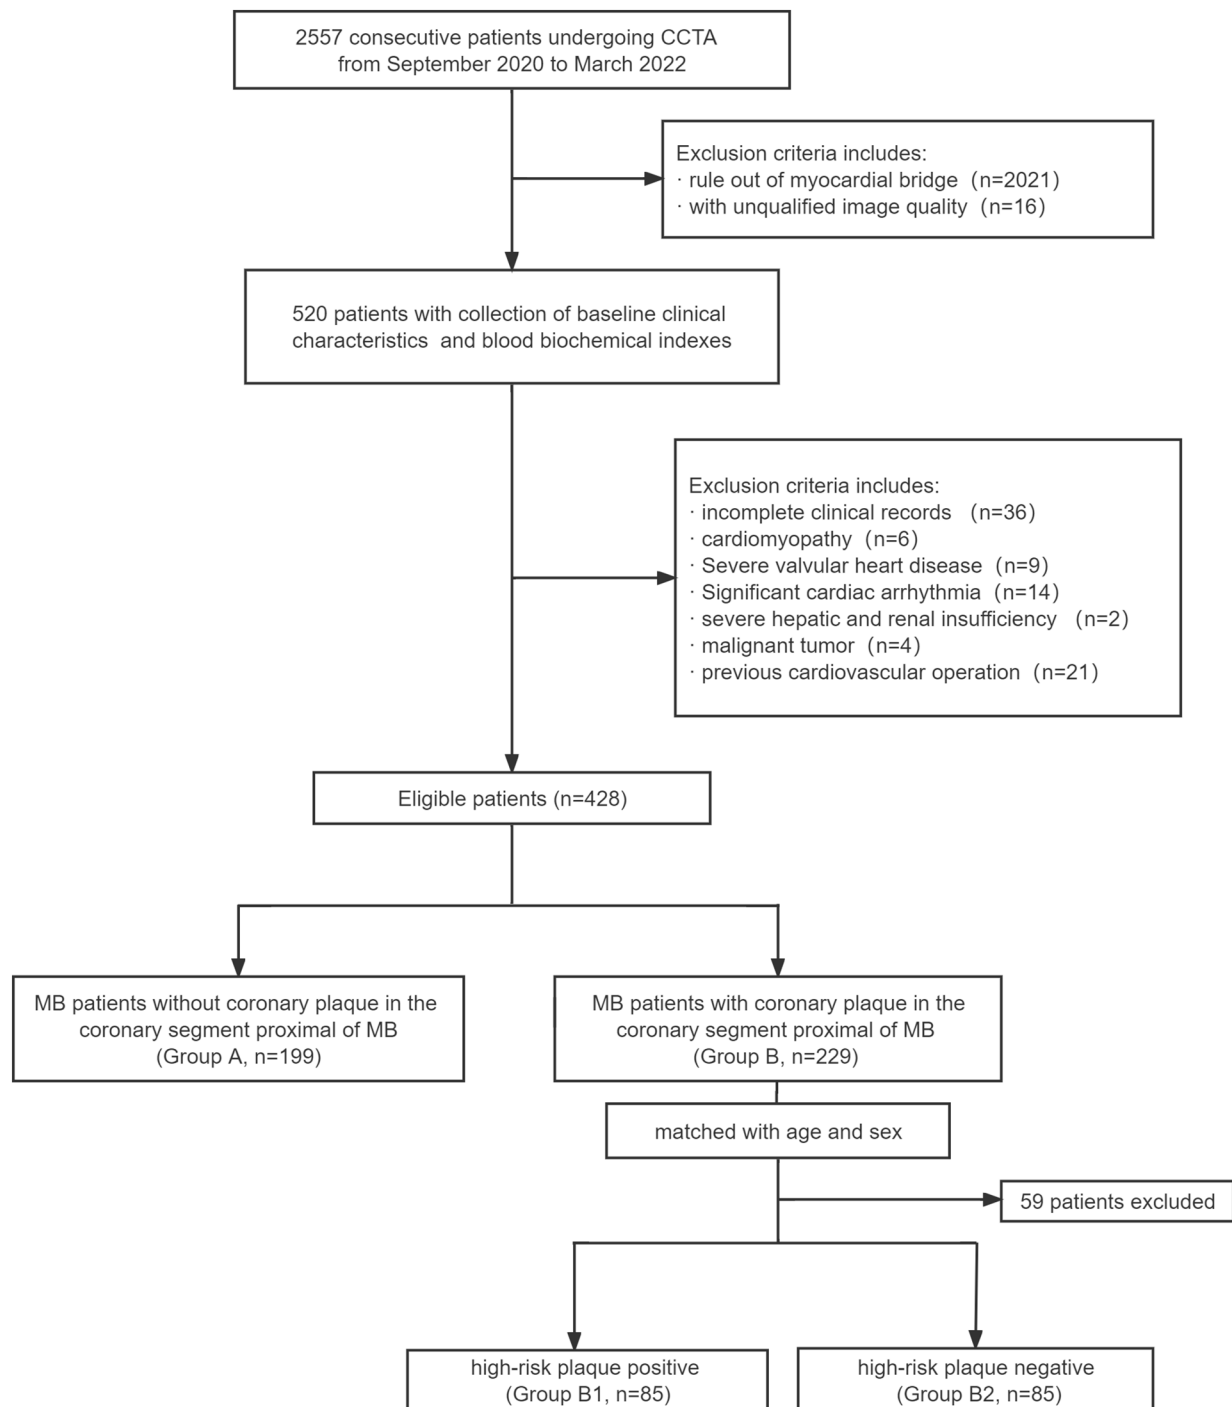 2557 consecutive patients undergoing CCTA
from September 2020 to March 2022
Exclusion criteria includes:
· rule out of myocardial bridge（n=2021）
· with unqualified image quality（n=16）
520 patients with collection of baseline clinical
characteristics  and blood biochemical indexes
Exclusion criteria includes:
· incomplete clinical records （n=36）
· cardiomyopathy（n=6）
· Severe valvular heart disease（n=9）
· Significant cardiac arrhythmia（n=14）
· severe hepatic and renal insufficiency （n=2）
· malignant tumor（n=4）
· previous cardiovascular operation（n=21）
Eligible patients (n=428)
MB patients without coronary plaque in the
coronary segment proximal of MB
(Group A, n=199)
MB patients with coronary plaque in the
coronary segment proximal of MB
(Group B, n=229)
matched with age and sex
59 patients excluded
high-risk plaque positive
(Group B1, n=85)
high-risk plaque negative
(Group B2, n=85)